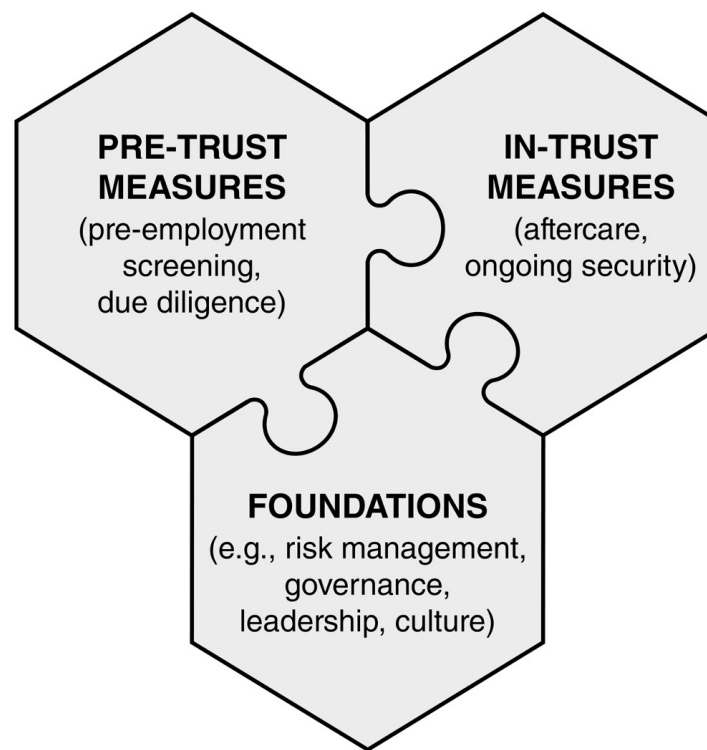 PRE-TRUST
MEASURES
(pre-employment
screening,
due diligence)
IN-TRUST
MEASURES
(aftercare,
ongoing security)
FOUNDATIONS
(e.g., risk management,
governance,
leadership, culture)